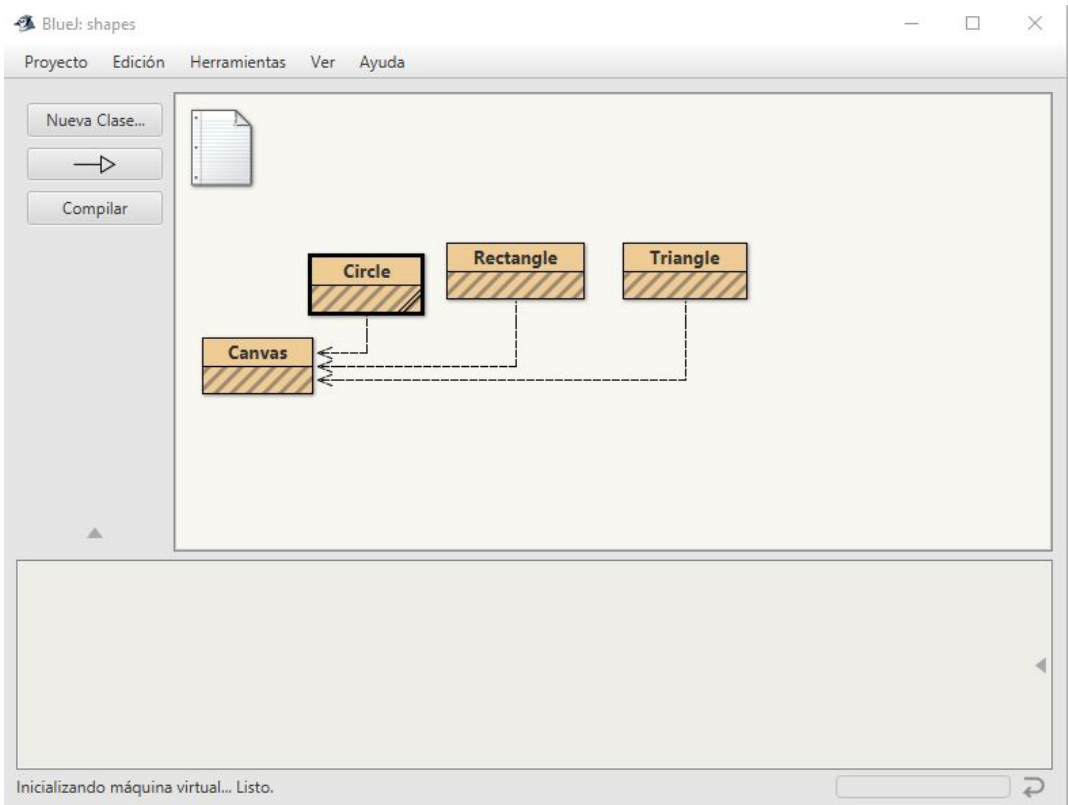 BlueJ: shapes
Proyecto Edición Herramientas Ver Ayuda
Nueva Clase...
Compilar
Circle
Rectangle
Triangle
Canvas
Inicializando máquina virtual... Listo.